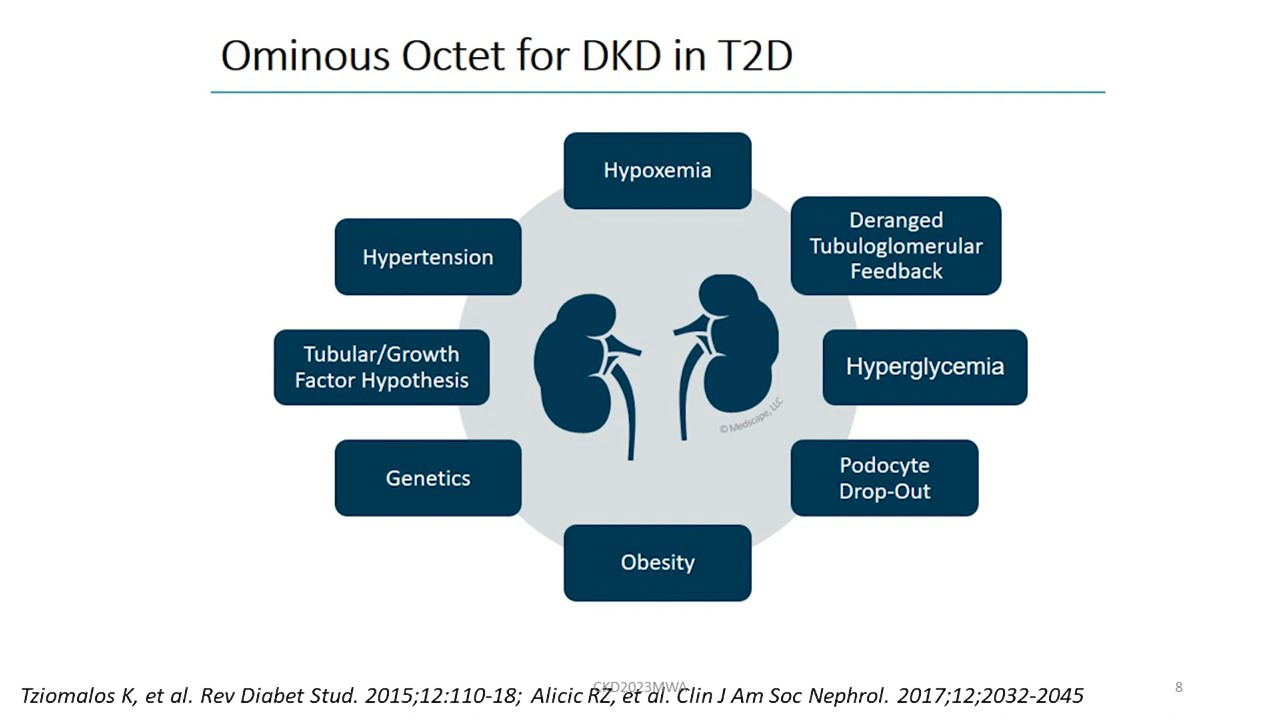 Ominous Octet for DKD in T2D
Hypoxemia
Deranged
Tubuloglomerular
Feedback
Hypertension
Tubular/Growth
Factor Hypothesis
Hyperglycemia
© Medscape, LLC
Genetics
Podocyte
Drop-Out
Obesity
CKD2023MWA
8
Tziomalos K, et al. Rev Diabet Stud. 2015;12:110-18; Alicic RZ, et al. Clin J Am Soc Nephrol. 2017;12;2032-2045